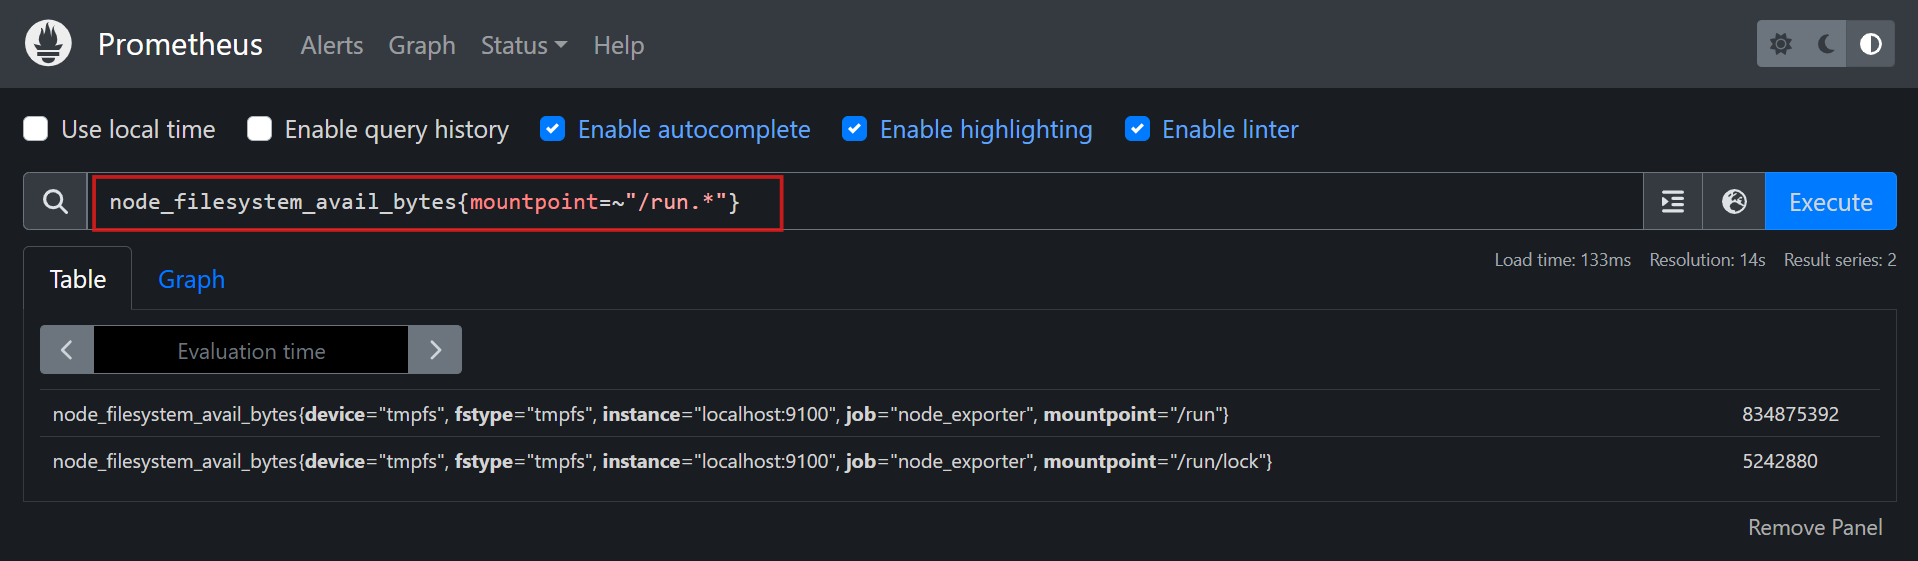 Prometheus Alerts Graph Status Help
Use local time Enable query history Enable autocomplete Enable highlighting Enable linter
node_filesystem_avail_bytes{mountpoint=~"/run.*"} Execute
Load time: 133ms Resolution: 14s Result series: 2
Table Graph
Evaluation time
node_filesystem_avail_bytes{device="tmpfs", fstype="tmpfs", instance="localhost:9100", job="node_exporter", mountpoint="/run"} 834875392
node_filesystem_avail_bytes{device="tmpfs", fstype="tmpfs", instance="localhost:9100", job="node_exporter", mountpoint="/run/lock"} 5242880
Remove Panel